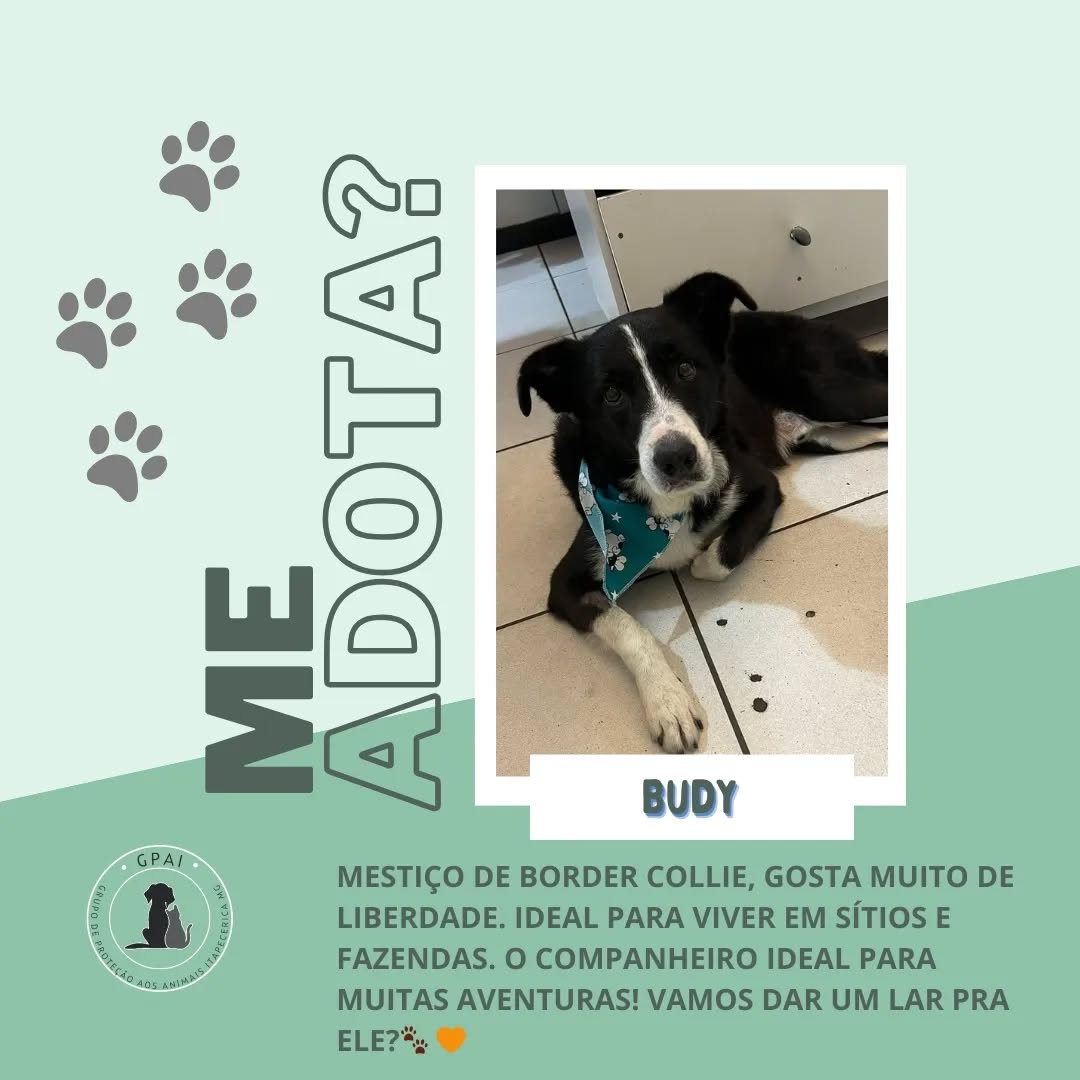 ME
ADOTA?
BUDY
GPAI
GRUPO DE PROTEÇÃO AOS ANIMAIS ITAPECERICA MG
MESTIÇO DE BORDER COLLIE, GOSTA MUITO DE
LIBERDADE. IDEAL PARA VIVER EM SÍTIOS E
FAZENDAS. O COMPANHEIRO IDEAL PARA
MUITAS AVENTURAS! VAMOS DAR UM LAR PRA
ELE?🐾🧡